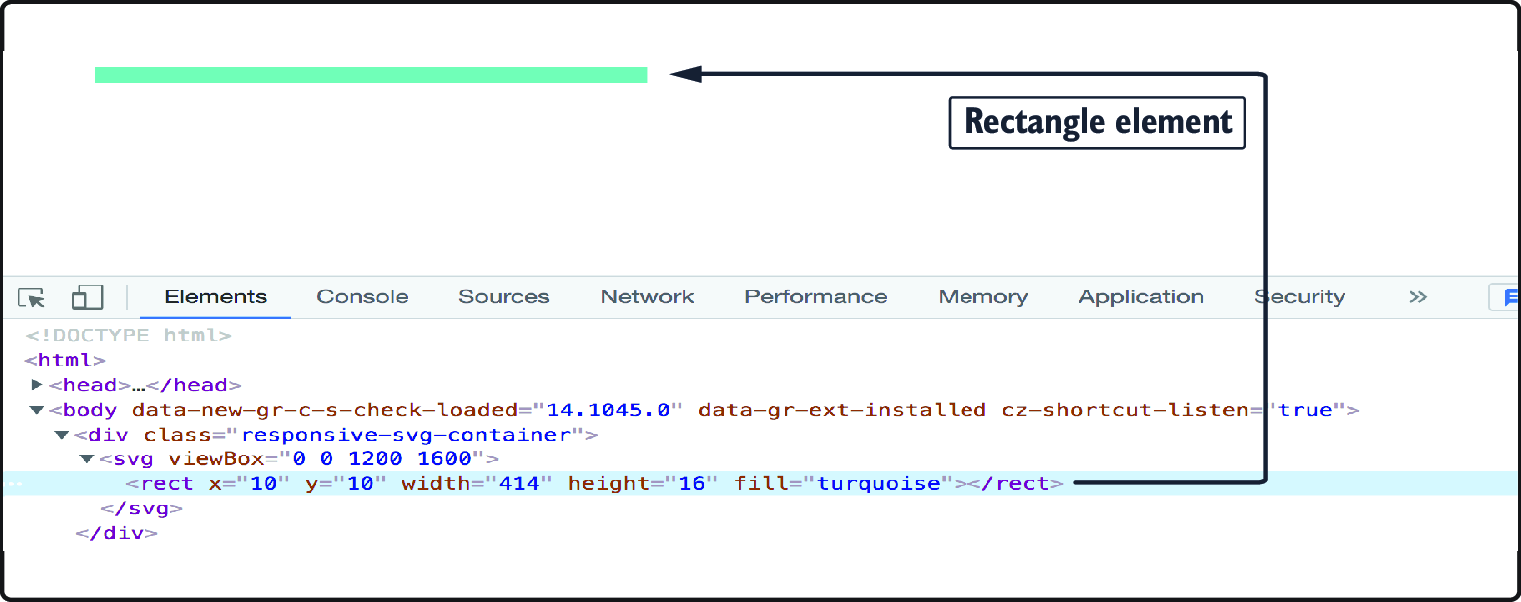 Rectangle element
Elements Console Sources Network Performance Memory Application Security »
<!DOCTYPE html>
<html>
<head>…</head>
<body data-new-gr-c-s-check-loaded="14.1045.0" data-gr-ext-installed cz-shortcut-listen="true">
<div class="responsive-svg-container">
<svg viewBox="0 0 1200 1600">
<rect x="10" y="10" width="414" height="16" fill="turquoise"></rect>
</svg>
</div>